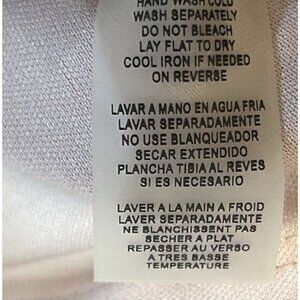 HAND WASH COLD
WASH SEPARATELY
DO NOT BLEACH
LAY FLAT TO DRY
COOL IRON IF NEEDED
ON REVERSE
LAVAR A MANO EN AGUA FRIA
LAVAR SEPARADAMENTE
NO USE BLANQUEADOR
SECAR EXTENDIDO
PLANCHA TIBIA AL REVES
SI ES NECESARIO
LAVER A LA MAIN A FROID
LAVER SEPARADAMENTE
NE BLANCHISSENT PAS
SECHER A PLAT
REPASSER AU VERSO
A TRES BASSE
TEMPERATURE